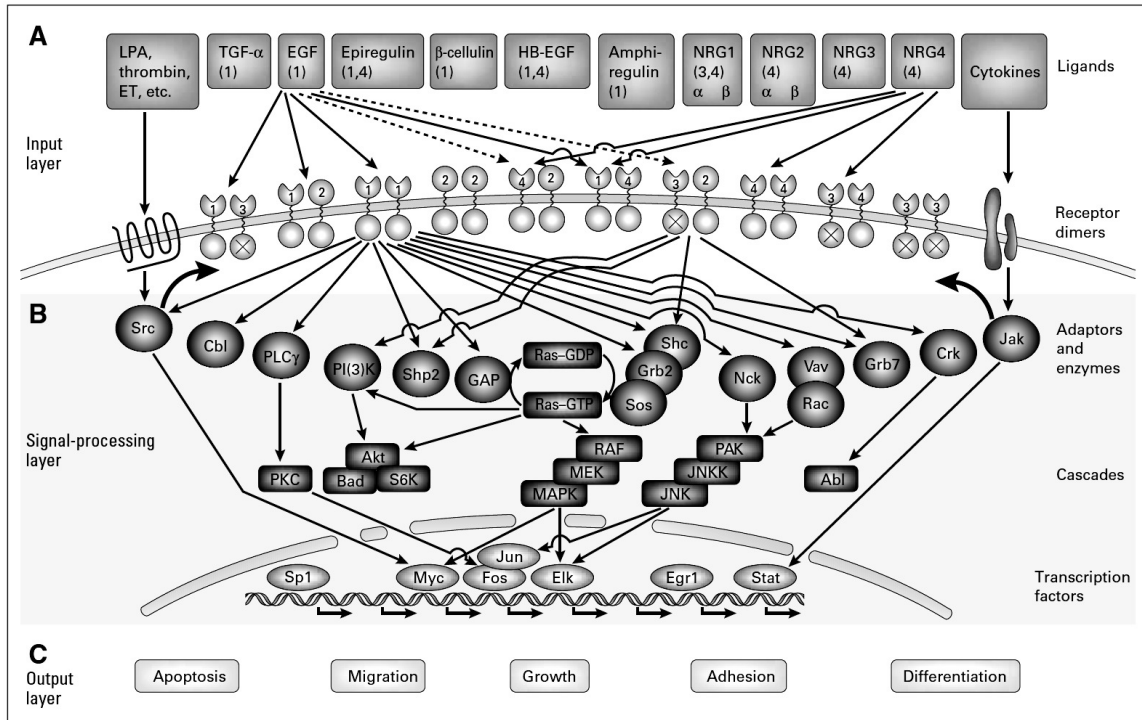 A
LPA,
thrombin,
ET, etc.
TGF-α
(1)
EGF
(1)
Epiregulin
(1,4)
β-cellulin
(1)
HB-EGF
(1,4)
Amphi-
regulin
(1)
NRG1
(3,4)
α β
NRG2
(4)
α β
NRG3
(4)
NRG4
(4)
Cytokines
Ligands
Input
layer
1 3
1 2
1 1
2 2
4 2
1 4
3 2
4 4
3 4
3 3
Receptor
dimers
B
Src
Cbl
PLCγ
PI(3)K
Shp2
GAP
Ras–GDP
Ras–GTP
Shc
Grb2
Sos
Nck
Vav
Rac
Grb7
Crk
Jak
Adaptors
and
enzymes
Signal-processing
layer
PKC
Akt
Bad
S6K
RAF
MEK
MAPK
PAK
JNKK
JNK
Abl
Cascades
Sp1
Myc
Jun
Fos
Elk
Egr1
Stat
Transcription
factors
C
Output
layer
Apoptosis
Migration
Growth
Adhesion
Differentiation